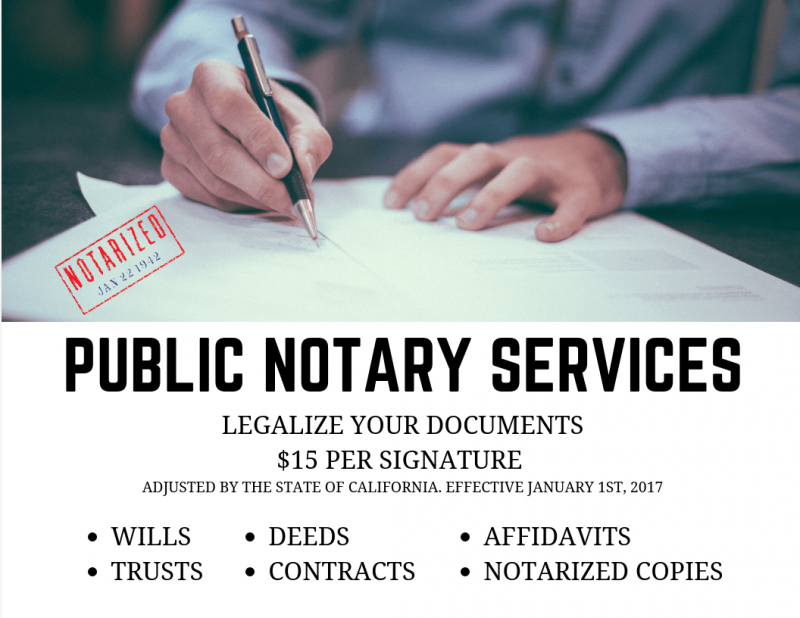 NOTARIZED
JAN 22 1942
PUBLIC NOTARY SERVICES
LEGALIZE YOUR DOCUMENTS
$15 PER SIGNATURE
ADJUSTED BY THE STATE OF CALIFORNIA. EFFECTIVE JANUARY 1ST, 2017
• WILLS • DEEDS • AFFIDAVITS
• TRUSTS • CONTRACTS • NOTARIZED COPIES